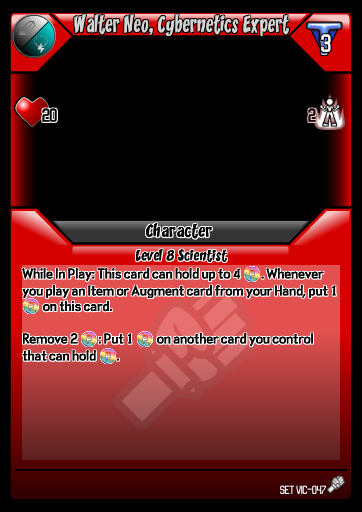 Walter Neo, Cybernetics Expert
3
20
2
Character
Level 8 Scientist
While In Play: This card can hold up to 4 . Whenever
you play an Item or Augment card from your Hand, put 1
on this card.
Remove 2 : Put 1 on another card you control
that can hold .
SET VIC-047